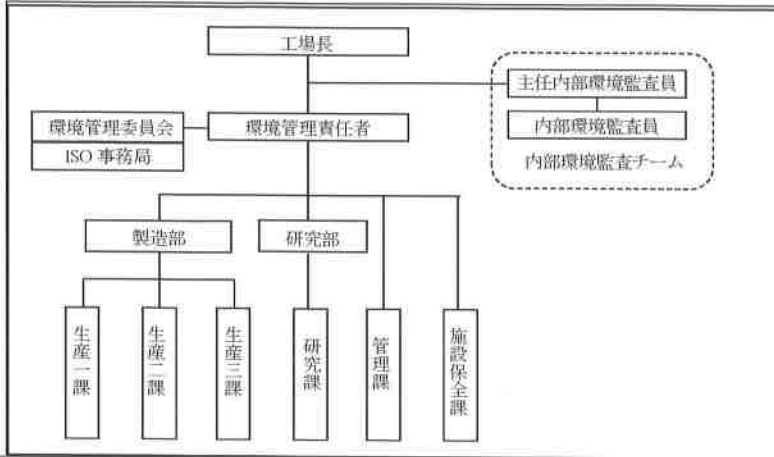 工場長
主任内部環境監査員
環境管理委員会
環境管理責任者
内部環境監査員
ISO 事務局
内部環境監査チーム
製造部
研究部
生産一課
生産二課
生産三課
研究課
管理課
施設保全課